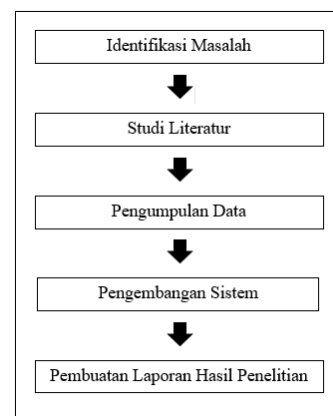 Identifikasi Masalah
Studi Literatur
Pengumpulan Data
Pengembangan Sistem
Pembuatan Laporan Hasil Penelitian